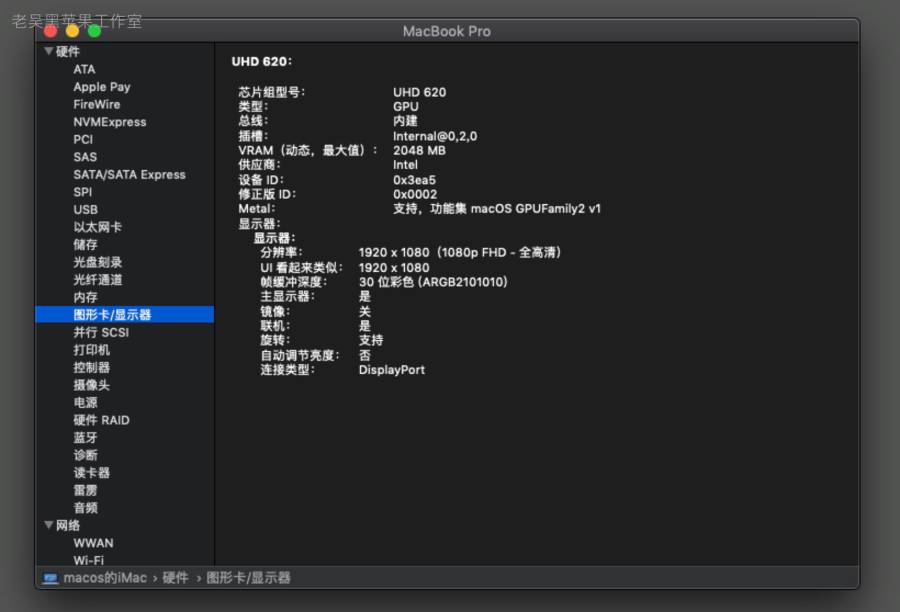 老吴黑苹果工作室
MacBook Pro
硬件
ATA
Apple Pay
FireWire
NVMExpress
PCI
SAS
SATA/SATA Express
SPI
USB
以太网卡
储存
光盘刻录
光纤通道
内存
图形卡/显示器
并行 SCSI
打印机
控制器
摄像头
电源
硬件 RAID
蓝牙
诊断
读卡器
雷雳
音频
网络
WWAN
Wi-Fi
UHD 620:
芯片组型号: UHD 620
类型: GPU
总线: 内建
插槽: Internal@0,2,0
VRAM（动态，最大值）: 2048 MB
供应商: Intel
设备 ID: 0x3ea5
修正版 ID: 0x0002
Metal: 支持，功能集 macOS GPUFamily2 v1
显示器:
显示器:
分辨率: 1920 x 1080（1080p FHD - 全高清）
UI 看起来类似: 1920 x 1080
帧缓冲深度: 30 位彩色 (ARGB2101010)
主显示器: 是
镜像: 关
联机: 是
旋转: 支持
自动调节亮度: 否
连接类型: DisplayPort
macos的iMac › 硬件 › 图形卡/显示器